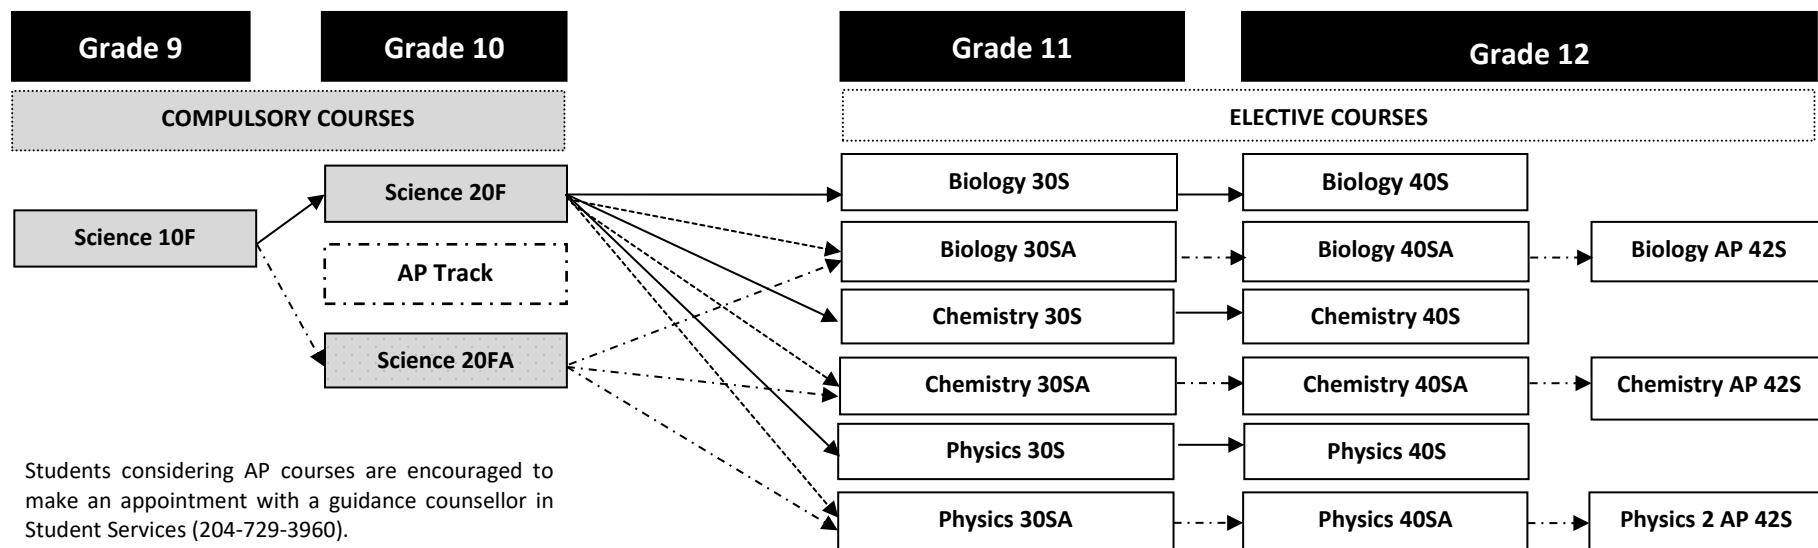 Grade 9
Grade 10
Grade 11
Grade 12
COMPULSORY COURSES
ELECTIVE COURSES
Science 10F
Science 20F
AP Track
Science 20FA
Biology 30S
Biology 40S
Biology 30SA
Biology 40SA
Biology AP 42S
Chemistry 30S
Chemistry 40S
Chemistry 30SA
Chemistry 40SA
Chemistry AP 42S
Physics 30S
Physics 40S
Physics 30SA
Physics 40SA
Physics 2 AP 42S
Students considering AP courses are encouraged to
make an appointment with a guidance counsellor in
Student Services (204-729-3960).